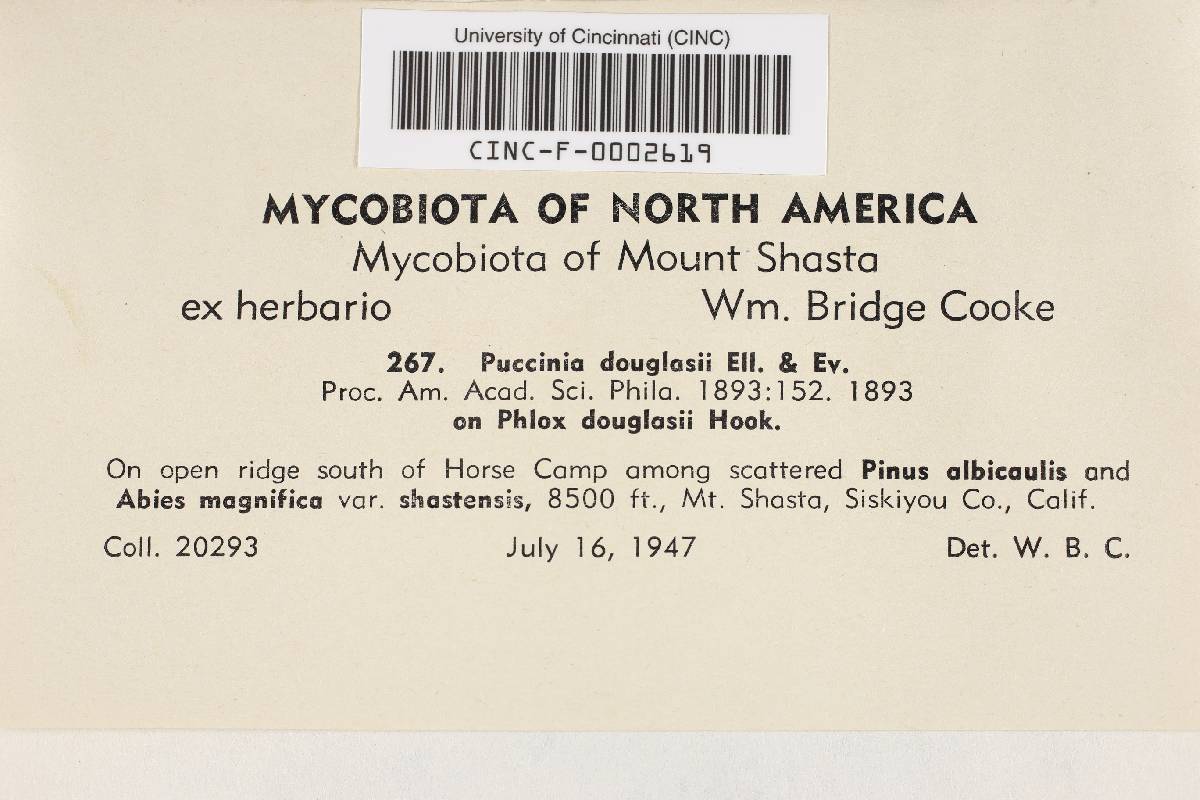 University of Cincinnati (CINC)
CINC-F-0002619
MYCOBIOTA OF NORTH AMERICA
Mycobiota of Mount Shasta
ex herbario Wm. Bridge Cooke
267. Puccinia douglasii Ell. & Ev.
Proc. Am. Acad. Sci. Phila. 1893:152. 1893
on Phlox douglasii Hook.
On open ridge south of Horse Camp among scattered Pinus albicaulis and
Abies magnifica var. shastensis, 8500 ft., Mt. Shasta, Siskiyou Co., Calif.
Coll. 20293 July 16, 1947 Det. W. B. C.